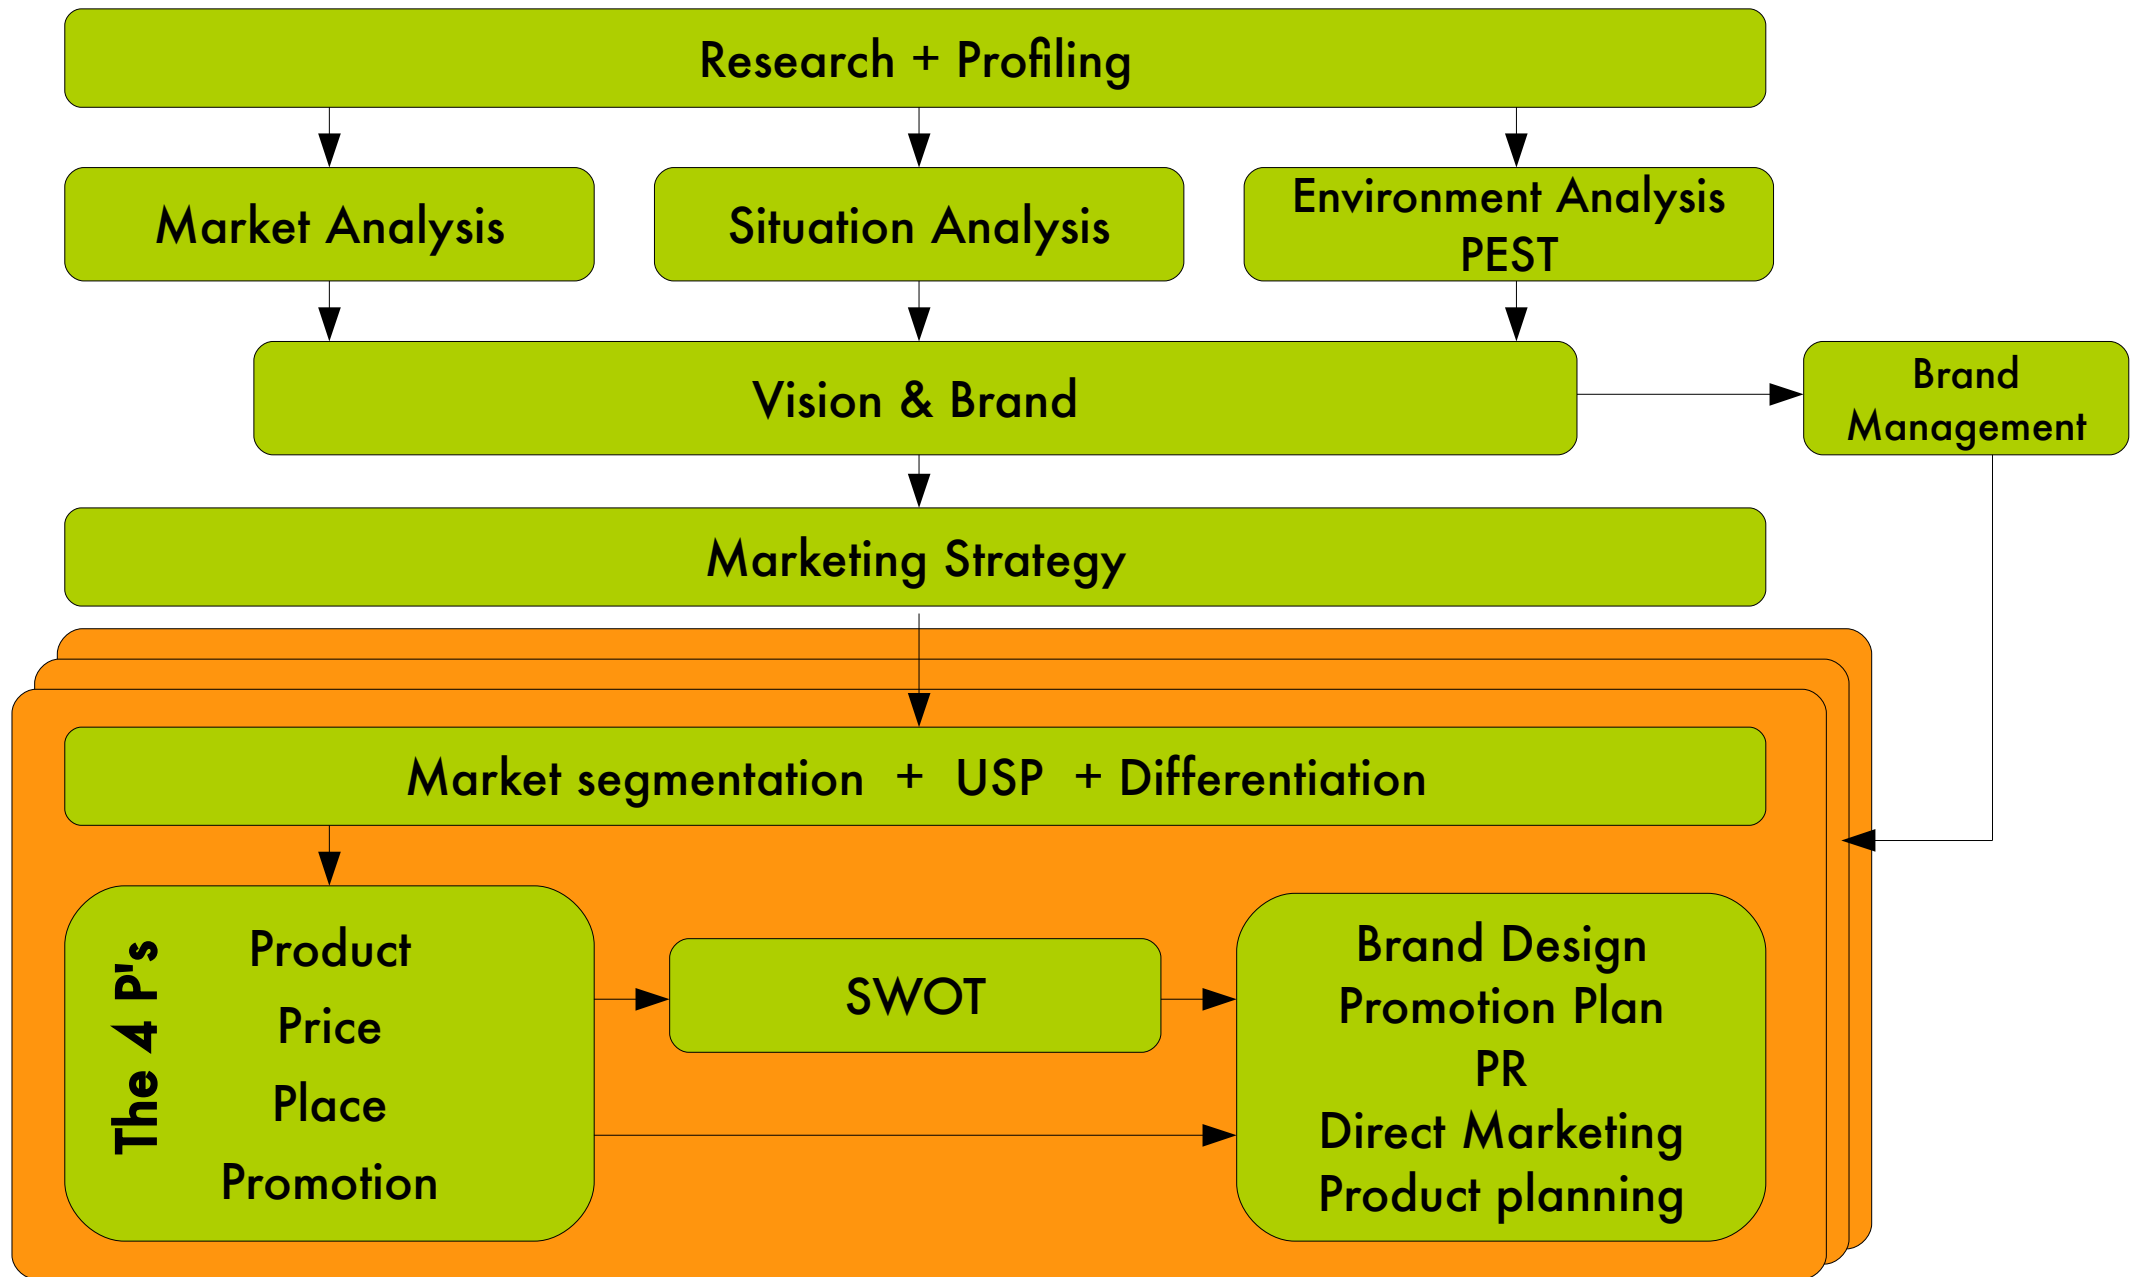 Research + Profiling
Market Analysis
Situation Analysis
Environment Analysis
PEST
Vision & Brand
Brand
Management
Marketing Strategy
Market segmentation + USP + Differentiation
The 4 P's
Product
Price
Place
Promotion
SWOT
Brand Design
Promotion Plan
PR
Direct Marketing
Product planning